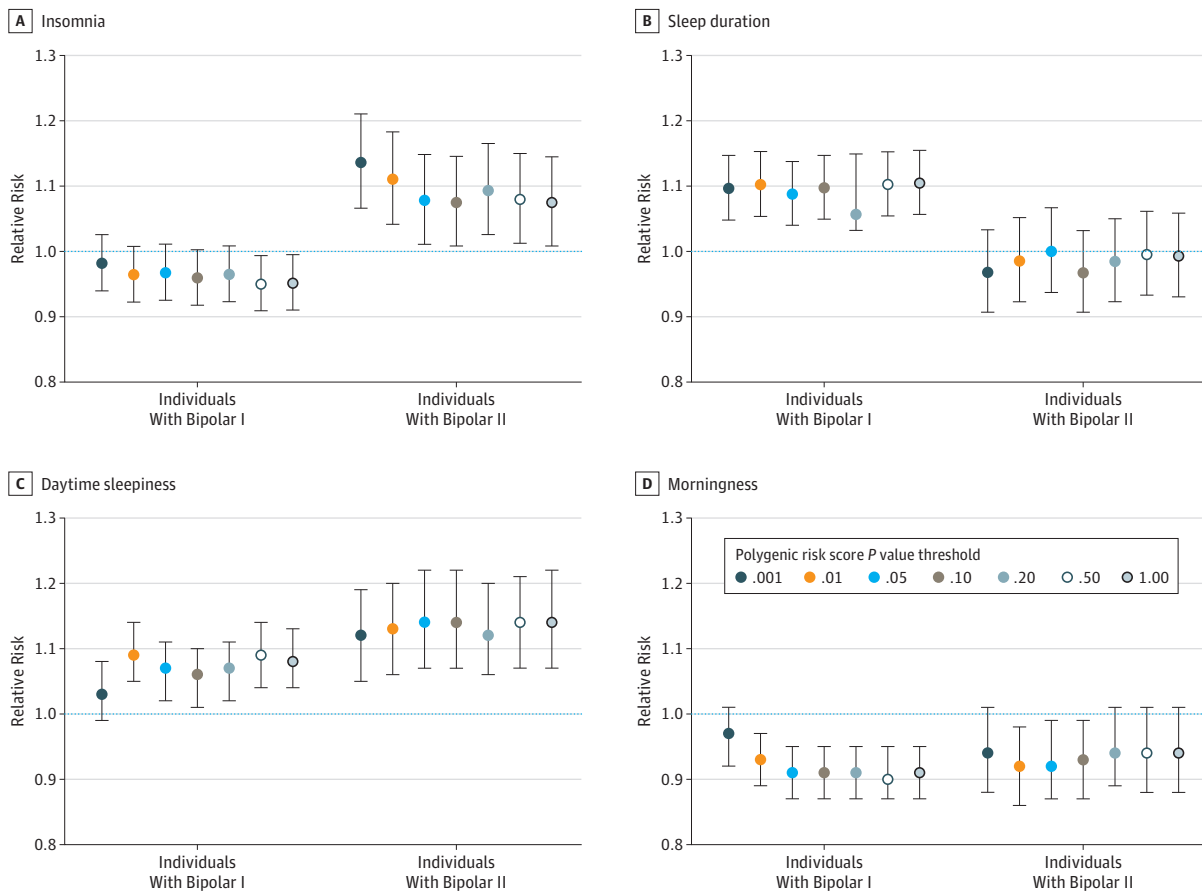 A Insomnia
1.3
1.2
1.1
1.0
0.9
0.8
Relative Risk
Individuals
With Bipolar I
Individuals
With Bipolar II
B Sleep duration
1.3
1.2
1.1
1.0
0.9
0.8
Relative Risk
Individuals
With Bipolar I
Individuals
With Bipolar II
C Daytime sleepiness
1.3
1.2
1.1
1.0
0.9
0.8
Relative Risk
Individuals
With Bipolar I
Individuals
With Bipolar II
D Morningness
1.3
1.2
1.1
1.0
0.9
0.8
Relative Risk
Polygenic risk score P value threshold
.001 .01 .05 .10 .20 .50 1.00
Individuals
With Bipolar I
Individuals
With Bipolar II